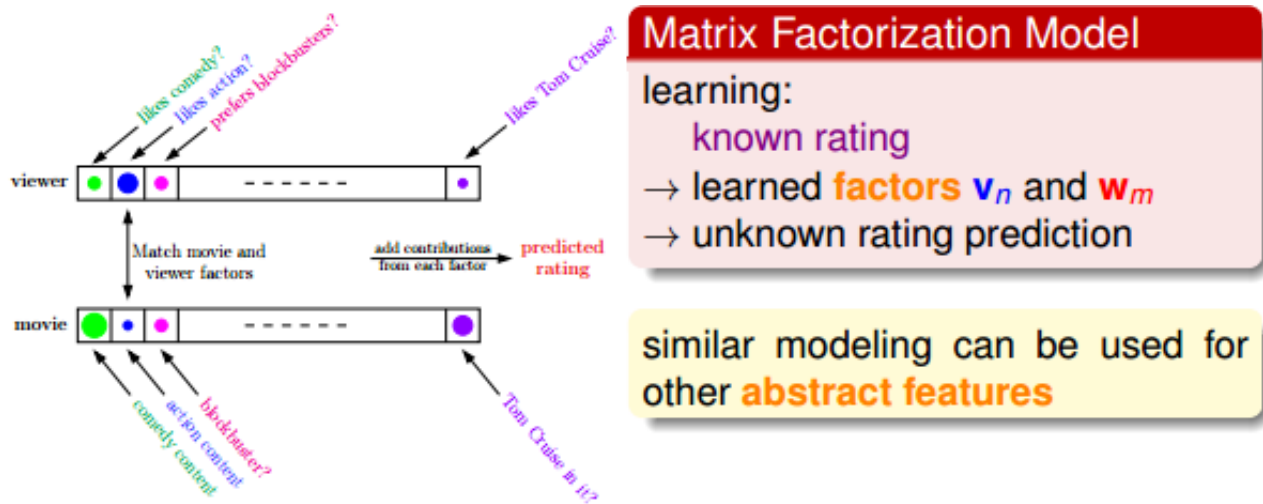 likes comedy?
likes action?
prefers blockbusters?
likes Tom Cruise?
viewer
Match movie and
viewer factors
add contributions
from each factor
predicted
rating
movie
comedy content
action content
blockbuster?
Tom Cruise in it?
Matrix Factorization Model
learning:
known rating
→ learned factors vₙ and wₘ
→ unknown rating prediction
similar modeling can be used for
other abstract features